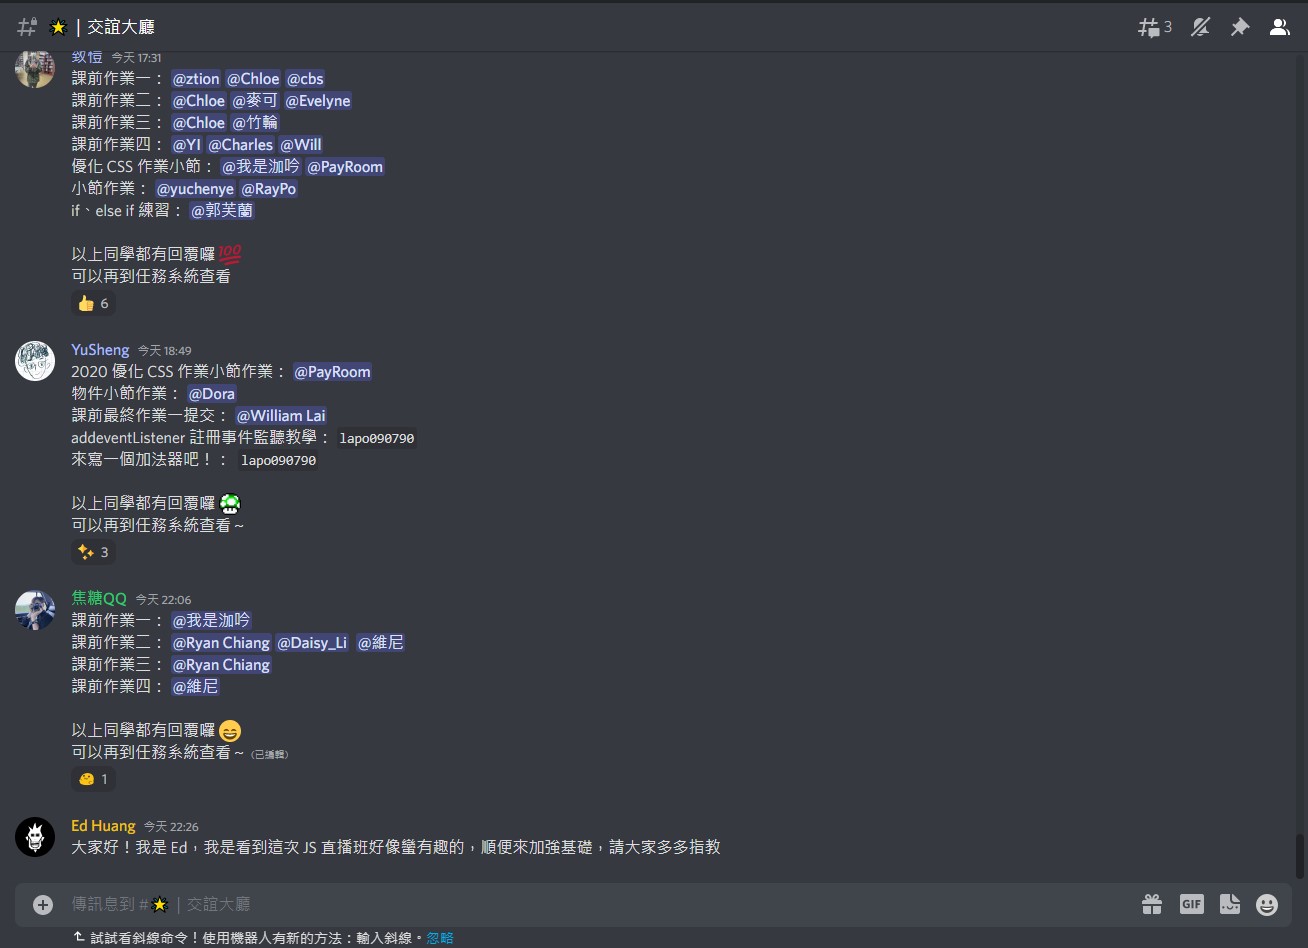 ⭐ | 交誼大廳
3
致愷 今天 17:31
課前作業一： @ztion @Chloe @cbs
課前作業二： @Chloe @麥可 @Evelyne
課前作業三： @Chloe @竹輪
課前作業四： @YI @Charles @Will
優化 CSS 作業小節： @我是泇吟 @PayRoom
小節作業： @yuchenye @RayPo
if、else if 練習： @郭芙蘭
以上同學都有回覆囉 💯
可以再到任務系統查看
👍 6
YuSheng 今天 18:49
2020 優化 CSS 作業小節作業： @PayRoom
物件小節作業： @Dora
課前最終作業一提交： @William Lai
addeventListener 註冊事件監聽教學： lapo090790
來寫一個加法器吧！： lapo090790
以上同學都有回覆囉
可以再到任務系統查看～
✨ 3
焦糖QQ 今天 22:06
課前作業一： @我是泇吟
課前作業二： @Ryan Chiang @Daisy_Li @維尼
課前作業三： @Ryan Chiang
課前作業四： @維尼
以上同學都有回覆囉 😄
可以再到任務系統查看～ (已編輯)
1
Ed Huang 今天 22:26
大家好！我是 Ed，我是看到這次 JS 直播班好像蠻有趣的，順便來加強基礎，請大家多多指教
傳訊息到 #⭐ | 交誼大廳
GIF
試試看斜線命令！使用機器人有新的方法：輸入斜線。忽略